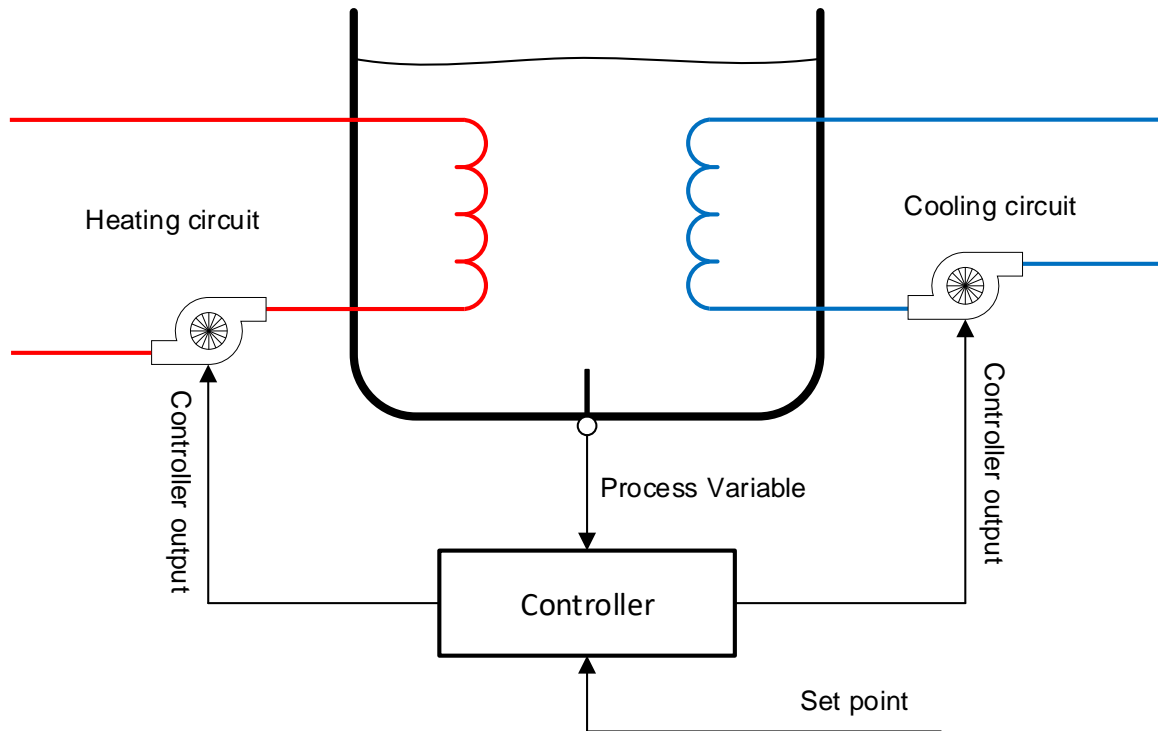 Heating circuit
Cooling circuit
Controller output
Controller output
Process Variable
Controller
Set point